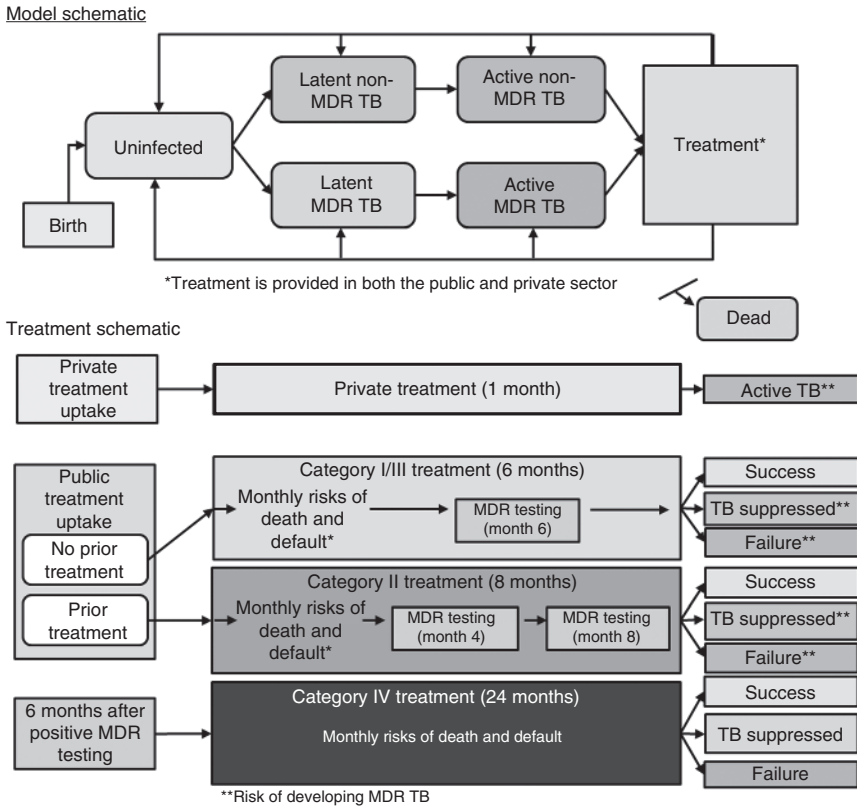 Model schematic
Latent non-
MDR TB
Active non-
MDR TB
Uninfected
Treatment*
Latent
MDR TB
Active
MDR TB
Birth
*Treatment is provided in both the public and private sector
Dead
Treatment schematic
Private
treatment
uptake
Private treatment (1 month)
Active TB**
Public
treatment
uptake
No prior
treatment
Prior
treatment
Category I/III treatment (6 months)
Monthly risks of
death and
default*
MDR testing
(month 6)
Success
TB suppressed**
Failure**
Category II treatment (8 months)
Monthly risks of
death and
default*
MDR testing
(month 4)
MDR testing
(month 8)
Success
TB suppressed**
Failure**
6 months after
positive MDR
testing
Category IV treatment (24 months)
Monthly risks of death and default
Success
TB suppressed
Failure
**Risk of developing MDR TB